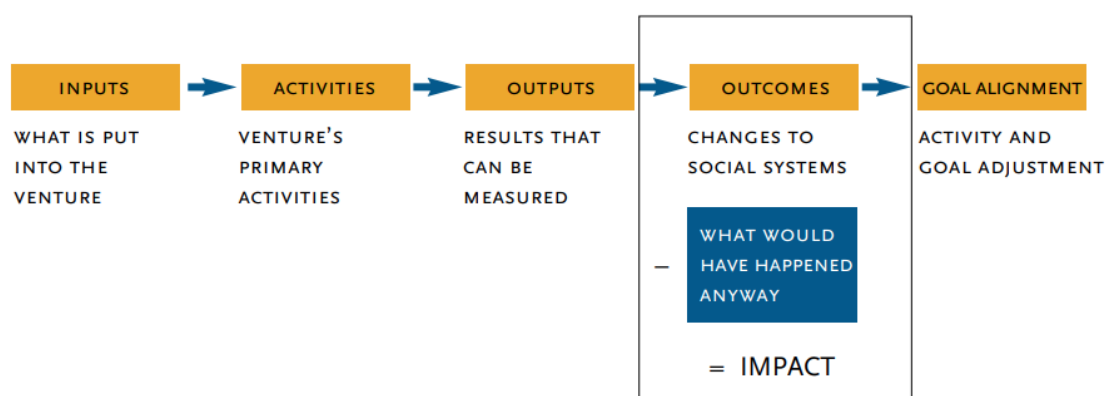 INPUTS
WHAT IS PUT
INTO THE
VENTURE
ACTIVITIES
VENTURE'S
PRIMARY
ACTIVITIES
OUTPUTS
RESULTS THAT
CAN BE
MEASURED
OUTCOMES
CHANGES TO
SOCIAL SYSTEMS
– WHAT WOULD
HAVE HAPPENED
ANYWAY
= IMPACT
GOAL ALIGNMENT
ACTIVITY AND
GOAL ADJUSTMENT